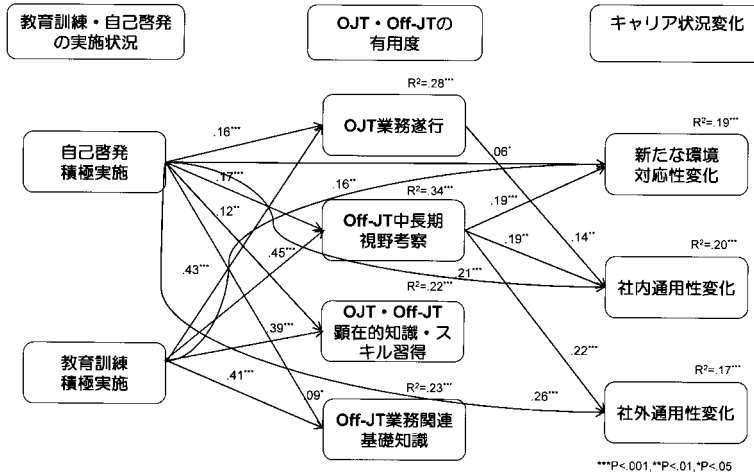 教育訓練・自己啓発
の実施状況
OJT・Off-JTの
有用度
キャリア状況変化
R²=.28***
OJT業務遂行
.16***
.06*
R²=.19***
自己啓発
積極実施
新たな環境
対応性変化
.17***
.16**
R²=.34***
.19***
.12**
Off-JT中長期
視野考察
.19**
.14**
R²=.20***
.45***
.43***
.21***
社内通用性変化
R²=.22***
OJT・Off-JT
顕在的知識・ス
キル習得
.39***
.22***
教育訓練
積極実施
.41***
.09*
R²=.23***
.26***
R²=.17***
Off-JT業務関連
基礎知識
社外通用性変化
***P<.001,**P<.01,*P<.05